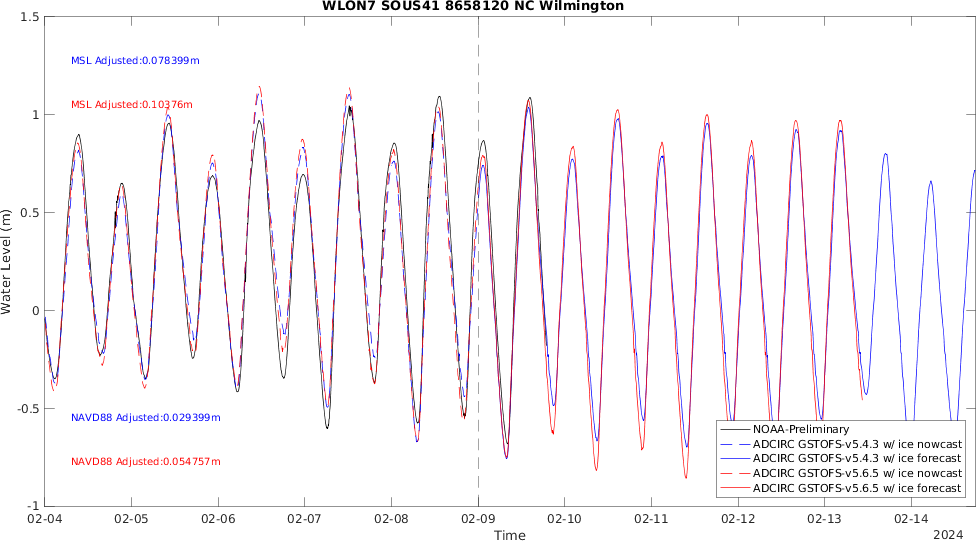 WLON7 SOUS41 8658120 NC Wilmington
1.5
MSL Adjusted:0.078399m
MSL Adjusted:0.10376m
1
0.5
Water Level (m)
0
-0.5
NAVD88 Adjusted:0.029399m
NAVD88 Adjusted:0.054757m
NOAA-Preliminary
ADCIRC GSTOFS-v5.4.3 w/ ice nowcast
ADCIRC GSTOFS-v5.4.3 w/ ice forecast
ADCIRC GSTOFS-v5.6.5 w/ ice nowcast
ADCIRC GSTOFS-v5.6.5 w/ ice forecast
-1
02-04 02-05 02-06 02-07 02-08 02-09 02-10 02-11 02-12 02-13 02-14
Time
2024